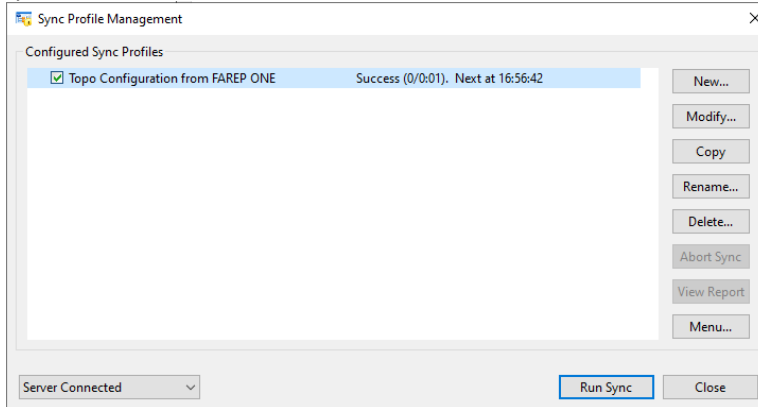 Sync Profile Management
Configured Sync Profiles
Topo Configuration from FAREP ONE Success (0/0:01). Next at 16:56:42
New...
Modify...
Copy
Rename...
Delete...
Abort Sync
View Report
Menu...
Server Connected
Run Sync
Close